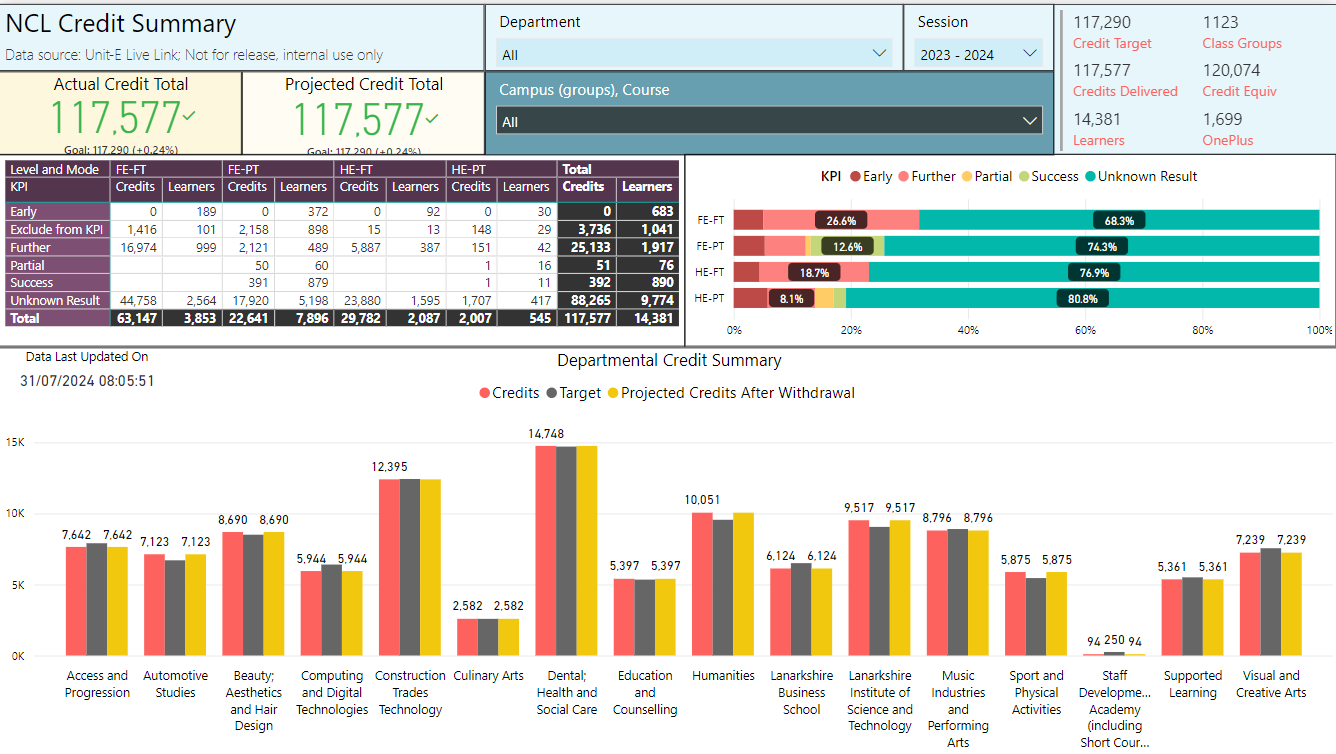 NCL Credit Summary
Data source: Unit-E Live Link; Not for release, internal use only
Department
All
Session
2023 - 2024
117,290
Credit Target
1123
Class Groups
117,577
Credits Delivered
120,074
Credit Equiv
14,381
Learners
1,699
OnePlus
Actual Credit Total
117,577
Goal: 117,290 (+0.24%)
Projected Credit Total
117,577
Goal: 117,290 (+0.24%)
Campus (groups), Course
All
Level and Mode FE-FT FE-PT HE-FT HE-PT Total
KPI Credits Learners Credits Learners Credits Learners Credits Learners Credits Learners
Early 0 189 0 372 0 92 0 30 0 683
Exclude from KPI 1,416 101 2,158 898 15 13 148 29 3,736 1,041
Further 16,974 999 2,121 489 5,887 387 151 42 25,133 1,917
Partial 50 60 1 16 51 76
Success 391 879 1 11 392 890
Unknown Result 44,758 2,564 17,920 5,198 23,880 1,595 1,707 417 88,265 9,774
Total 63,147 3,853 22,641 7,896 29,782 2,087 2,007 545 117,577 14,381
KPI Early Further Partial Success Unknown Result
FE-FT 26.6% 68.3%
FE-PT 12.6% 74.3%
HE-FT 18.7% 76.9%
HE-PT 8.1% 80.8%
0% 20% 40% 60% 80% 100%
Data Last Updated On
31/07/2024 08:05:51
Departmental Credit Summary
Credits Target Projected Credits After Withdrawal
15K
10K
5K
0K
7,642 7,642
7,123 7,123
8,690 8,690
5,944 5,944
12,395
2,582 2,582
14,748
5,397 5,397
10,051
6,124 6,124
9,517 9,517
8,796 8,796
5,875 5,875
94 250 94
5,361 5,361
7,239 7,239
Access and
Progression
Automotive
Studies
Beauty;
Aesthetics
and Hair
Design
Computing
and Digital
Technologies
Construction
Trades
Technology
Culinary Arts
Dental;
Health and
Social Care
Education
and
Counselling
Humanities
Lanarkshire
Business
School
Lanarkshire
Institute of
Science and
Technology
Music
Industries
and
Performing
Arts
Sport and
Physical
Activities
Staff
Developme...
Academy
(including
Short Cour...
Supported
Learning
Visual and
Creative Arts